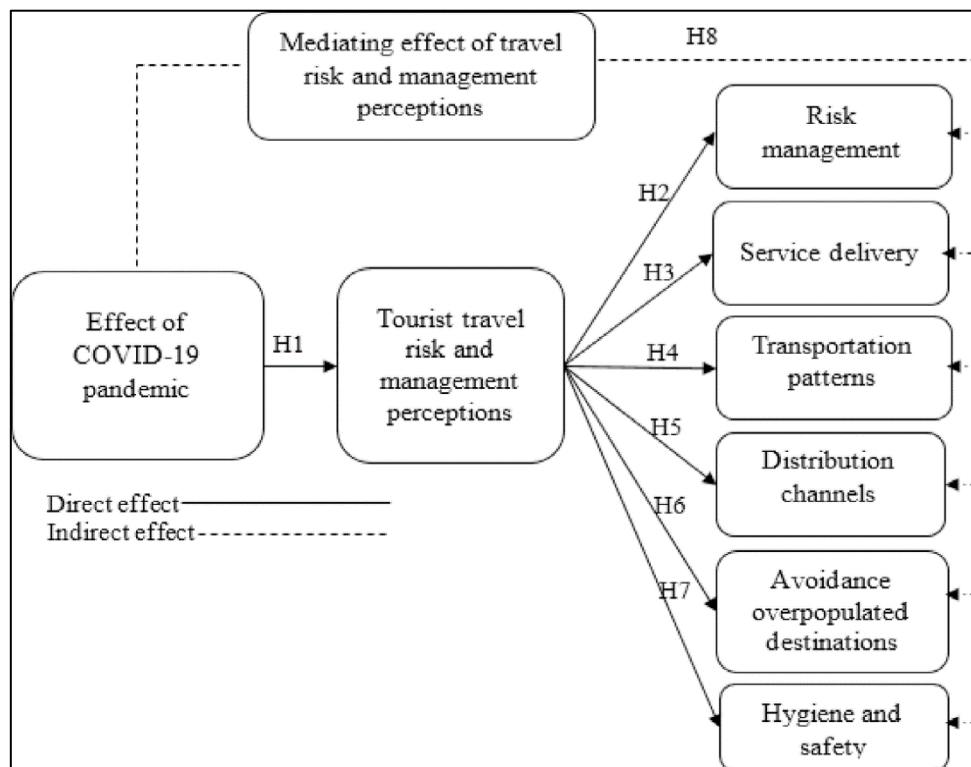 Mediating effect of travel
risk and management
perceptions
H8
Risk
management
H2
Service delivery
H3
Effect of
COVID-19
pandemic
H1
Tourist travel
risk and
management
perceptions
H4
Transportation
patterns
H5
Distribution
channels
Direct effect
Indirect effect
H6
Avoidance
overpopulated
destinations
H7
Hygiene and
safety